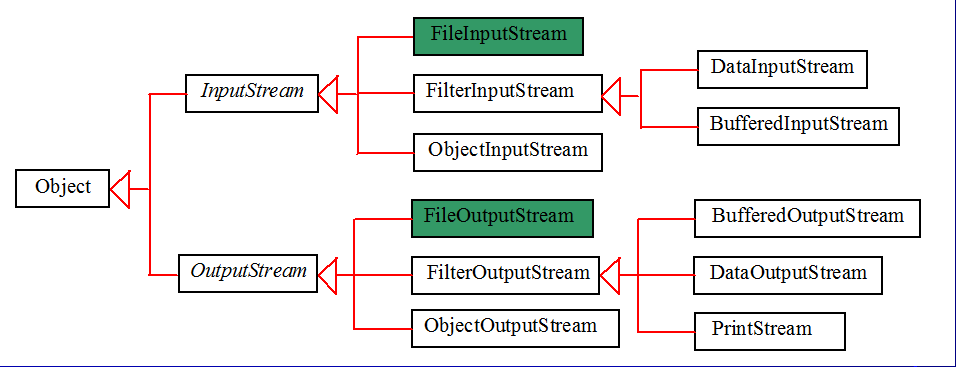 FileInputStream
InputStream
FilterInputStream
DataInputStream
BufferedInputStream
ObjectInputStream
Object
FileOutputStream
BufferedOutputStream
OutputStream
FilterOutputStream
DataOutputStream
ObjectOutputStream
PrintStream